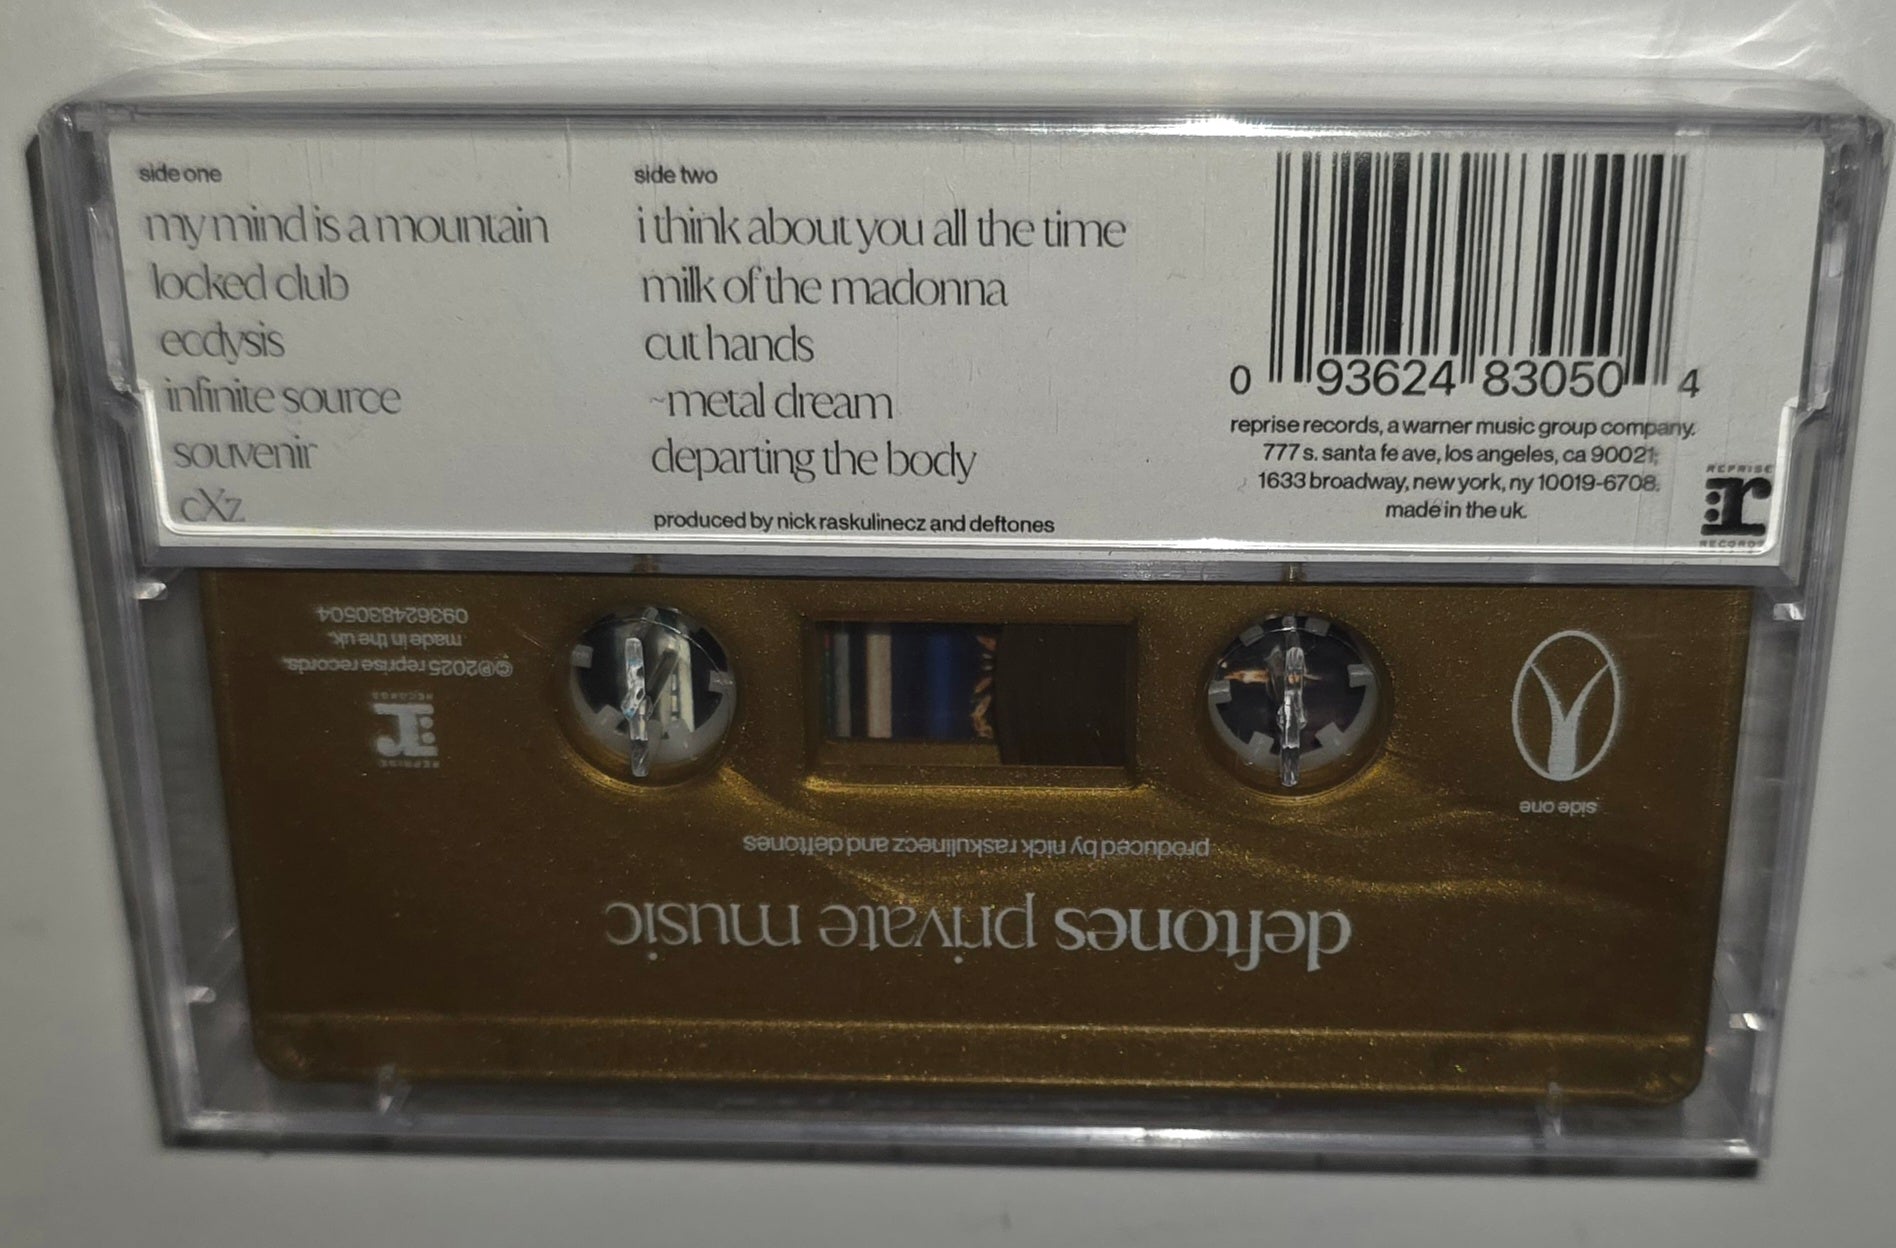 side one
my mind is a mountain
locked club
ecdysis
infinite source
souvenir
cXz
side two
i think about you all the time
milk of the madonna
cut hands
~metal dream
departing the body
produced by nick raskulinecz and deftones
0 93624 83050 4
reprise records, a warner music group company.
777 s. santa fe ave, los angeles, ca 90021;
1633 broadway, new york, ny 10019-6708.
made in the uk.
REPRISE
r
RECORDS
deftones private music
produced by nick raskulinecz and deftones
side one
REPRISE
r
RECORDS
©℗2025 reprise records.
made in the uk.
093624830504